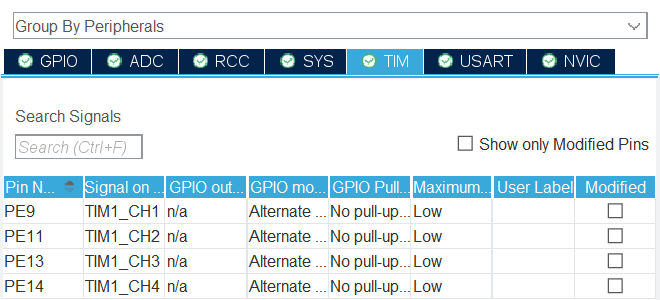 Group By Peripherals
GPIO ADC RCC SYS TIM USART NVIC
Search Signals
Search (Ctrl+F)
Show only Modified Pins
Pin N... Signal on ... GPIO out... GPIO mo... GPIO Pull... Maximum... User Label Modified
PE9 TIM1_CH1 n/a Alternate ... No pull-up... Low
PE11 TIM1_CH2 n/a Alternate ... No pull-up... Low
PE13 TIM1_CH3 n/a Alternate ... No pull-up... Low
PE14 TIM1_CH4 n/a Alternate ... No pull-up... Low